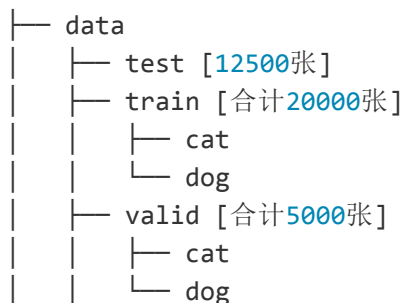 ├── data
│   ├── test [12500张]
│   ├── train [合计20000张]
│   │   ├── cat
│   │   └── dog
│   ├── valid [合计5000张]
│   │   ├── cat
│   │   └── dog